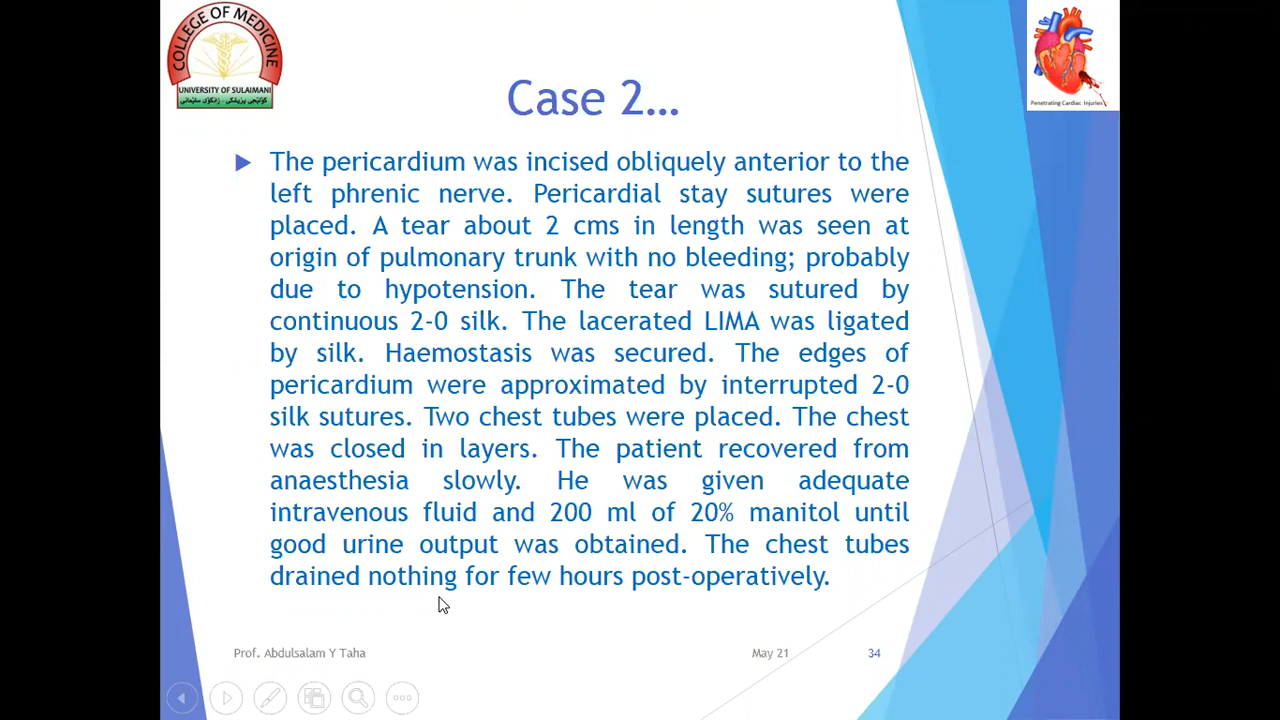 COLLEGE OF MEDICINE
UNIVERSITY OF SULAIMANI
Penetrating Cardiac Injuries
Case 2...
The pericardium was incised obliquely anterior to the
left phrenic nerve. Pericardial stay sutures were
placed. A tear about 2 cms in length was seen at
origin of pulmonary trunk with no bleeding; probably
due to hypotension. The tear was sutured by
continuous 2-0 silk. The lacerated LIMA was ligated
by silk. Haemostasis was secured. The edges of
pericardium were approximated by interrupted 2-0
silk sutures. Two chest tubes were placed. The chest
was closed in layers. The patient recovered from
anaesthesia slowly. He was given adequate
intravenous fluid and 200 ml of 20% manitol until
good urine output was obtained. The chest tubes
drained nothing for few hours post-operatively.
Prof. Abdulsalam Y Taha
May 21
34